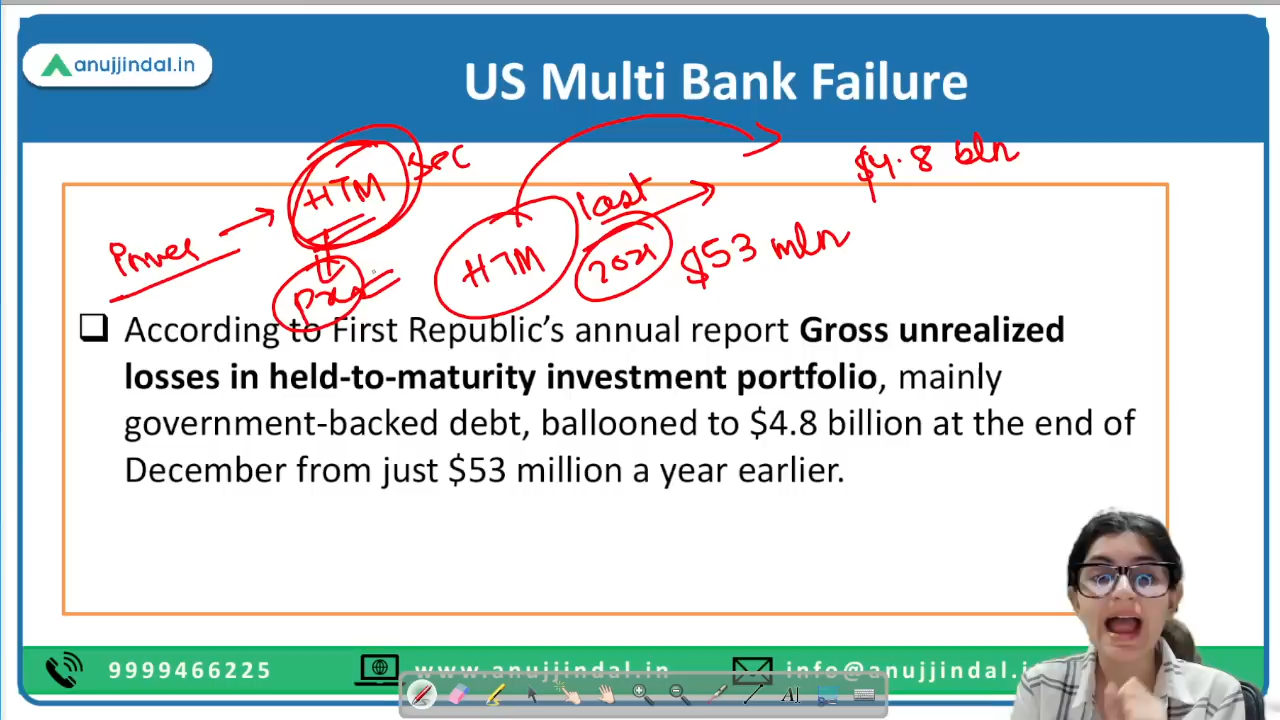 anujjindal.in
US Multi Bank Failure
HTM sec
$4.8 bln
last
HTM
2021
$53 mln
According to First Republic’s annual report Gross unrealized
losses in held-to-maturity investment portfolio, mainly
government-backed debt, ballooned to $4.8 billion at the end of
December from just $53 million a year earlier.
9999466225
www.anujjindal.in
info@anujjindal.in
AI